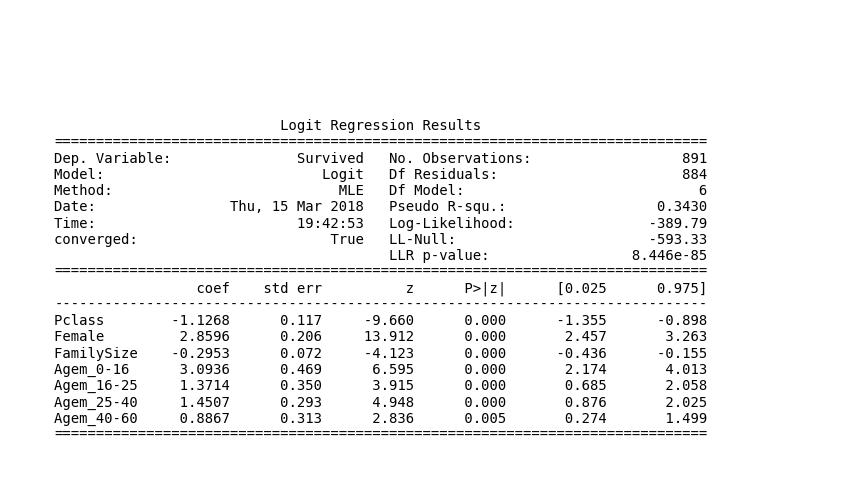 Logit Regression Results
==============================================================================
Dep. Variable:               Survived   No. Observations:                  891
Model:                          Logit   Df Residuals:                      884
Method:                           MLE   Df Model:                            6
Date:                Thu, 15 Mar 2018   Pseudo R-squ.:                  0.3430
Time:                        19:42:53   Log-Likelihood:                -389.79
converged:                       True   LL-Null:                       -593.33
                                        LLR p-value:                 8.446e-85
==============================================================================
                 coef    std err          z      P>|z|      [0.025      0.975]
------------------------------------------------------------------------------
Pclass        -1.1268      0.117     -9.660      0.000      -1.355      -0.898
Female         2.8596      0.206     13.912      0.000       2.457       3.263
FamilySize    -0.2953      0.072     -4.123      0.000      -0.436      -0.155
Agem_0-16      3.0936      0.469      6.595      0.000       2.174       4.013
Agem_16-25     1.3714      0.350      3.915      0.000       0.685       2.058
Agem_25-40     1.4507      0.293      4.948      0.000       0.876       2.025
Agem_40-60     0.8867      0.313      2.836      0.005       0.274       1.499
==============================================================================